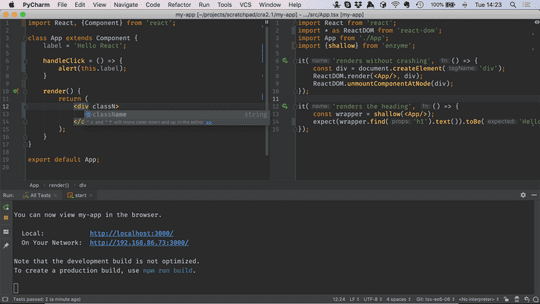 PyCharm File Edit View Navigate Code Refactor Run Tools VCS Window Help
100% Tue 14:23
my-app [~/projects/scratchpad/cre2.1/my-app] - .../src/App.tsx [my-app]
1 import React, {Component} from 'react';
2
3 class App extends Component {
4 label = 'Hello React';
5
6 handleClick = () => {
7 alert(this.label);
8 }
9
10 render() {
11 return (
12 <div classN>
className string
14 </
15 );
16 }
17 }
18
19 export default App;
20
App render() div
1 import React from 'react';
2 import * as ReactDOM from 'react-dom';
3 import App from './App';
4 import {shallow} from 'enzyme';
5
6 it( name: 'renders without crashing', fn: () => {
7 const div = document.createElement( tagName: 'div');
8 ReactDOM.render(<App/>, div);
9 ReactDOM.unmountComponentAtNode(div);
10 });
11
12 it( name: 'renders the heading', fn: () => {
13 const wrapper = shallow(<App/>);
14 expect(wrapper.find( props: 'h1').text()).toBe( expected: 'Hello
15 });
Run: All Tests start
You can now view my-app in the browser.
Local: http://localhost:3000/
On Your Network: http://192.168.86.73:3000/
Note that the development build is not optimized.
To create a production build, use npm run build.
Tests passed: 2 (a minute ago) 12:24 LF UTF-8 4 spaces Git: tsx-es6-08 <No interpreter>